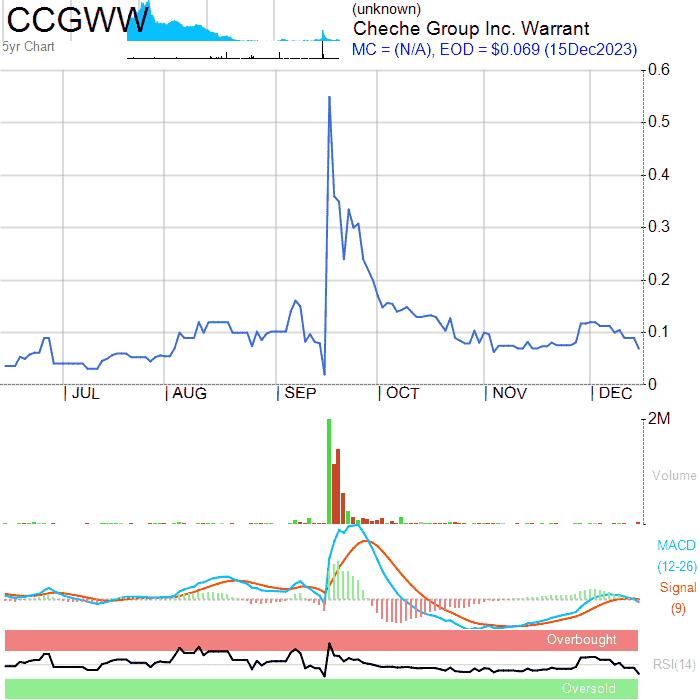 CCGWW
(unknown)
Cheche Group Inc. Warrant
5yr Chart
MC = (N/A), EOD = $0.069 (15Dec2023)
0.6
0.5
0.4
0.3
0.2
0.1
0
JUL
AUG
SEP
OCT
NOV
DEC
2M
Volume
MACD
(12-26)
Signal
(9)
Overbought
RSI(14)
Oversold